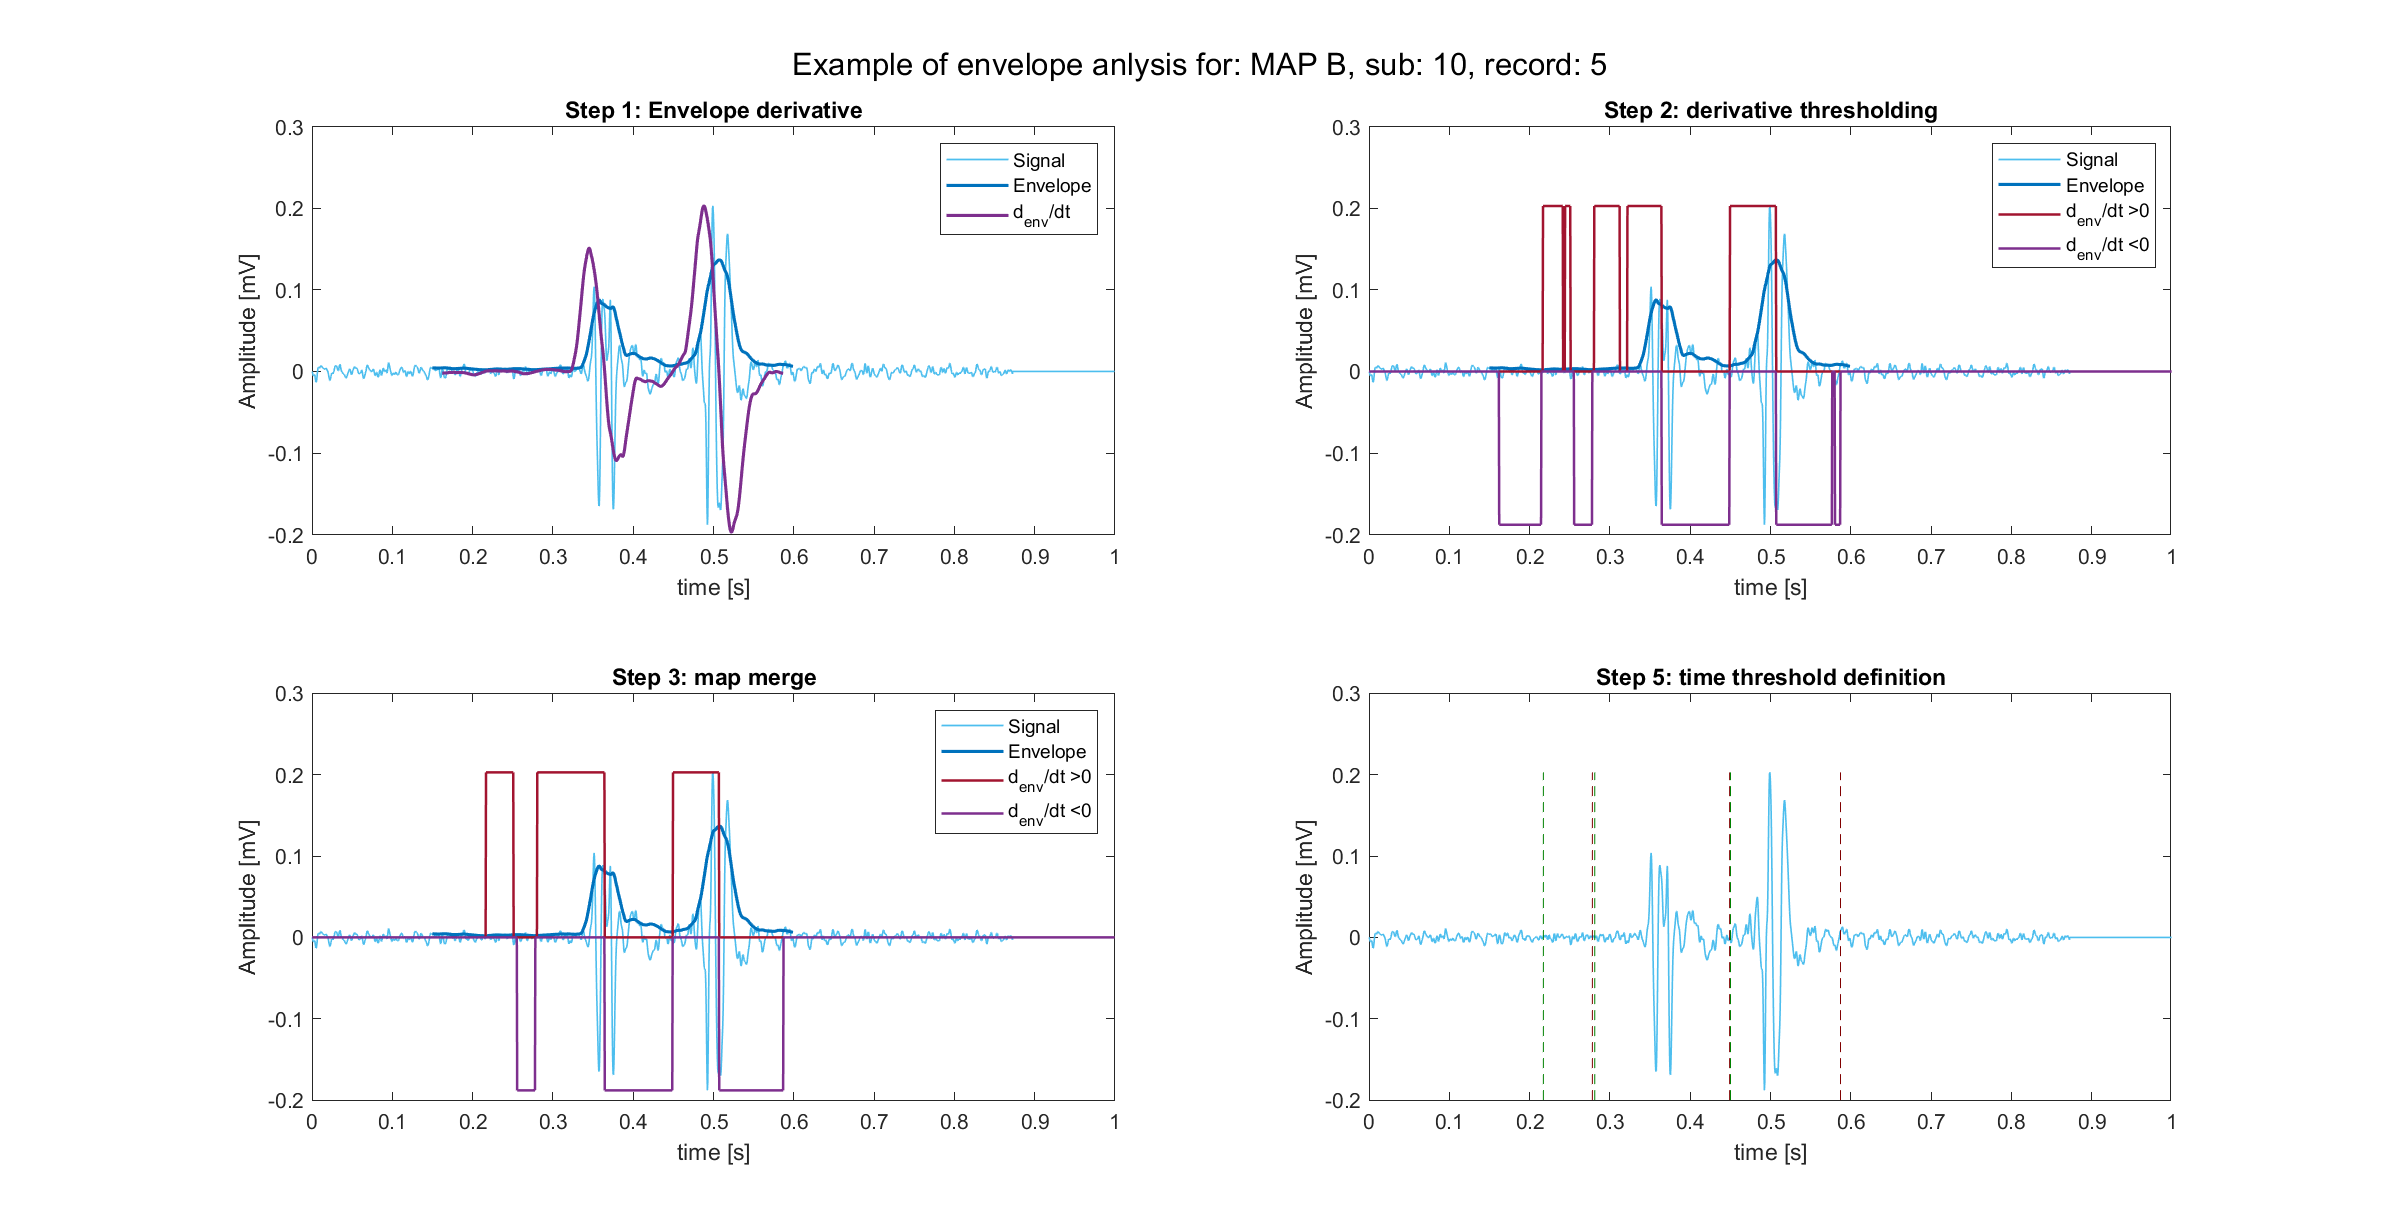 Example of envelope anlysis for: MAP B, sub: 10, record: 5
Step 1: Envelope derivative
0.3
0.2
0.1
0
-0.1
-0.2
Amplitude [mV]
0 0.1 0.2 0.3 0.4 0.5 0.6 0.7 0.8 0.9 1
time [s]
Signal
Envelope
d_env/dt
Step 2: derivative thresholding
0.3
0.2
0.1
0
-0.1
-0.2
Amplitude [mV]
0 0.1 0.2 0.3 0.4 0.5 0.6 0.7 0.8 0.9 1
time [s]
Signal
Envelope
d_env/dt >0
d_env/dt <0
Step 3: map merge
0.3
0.2
0.1
0
-0.1
-0.2
Amplitude [mV]
0 0.1 0.2 0.3 0.4 0.5 0.6 0.7 0.8 0.9 1
time [s]
Signal
Envelope
d_env/dt >0
d_env/dt <0
Step 5: time threshold definition
0.3
0.2
0.1
0
-0.1
-0.2
Amplitude [mV]
0 0.1 0.2 0.3 0.4 0.5 0.6 0.7 0.8 0.9 1
time [s]